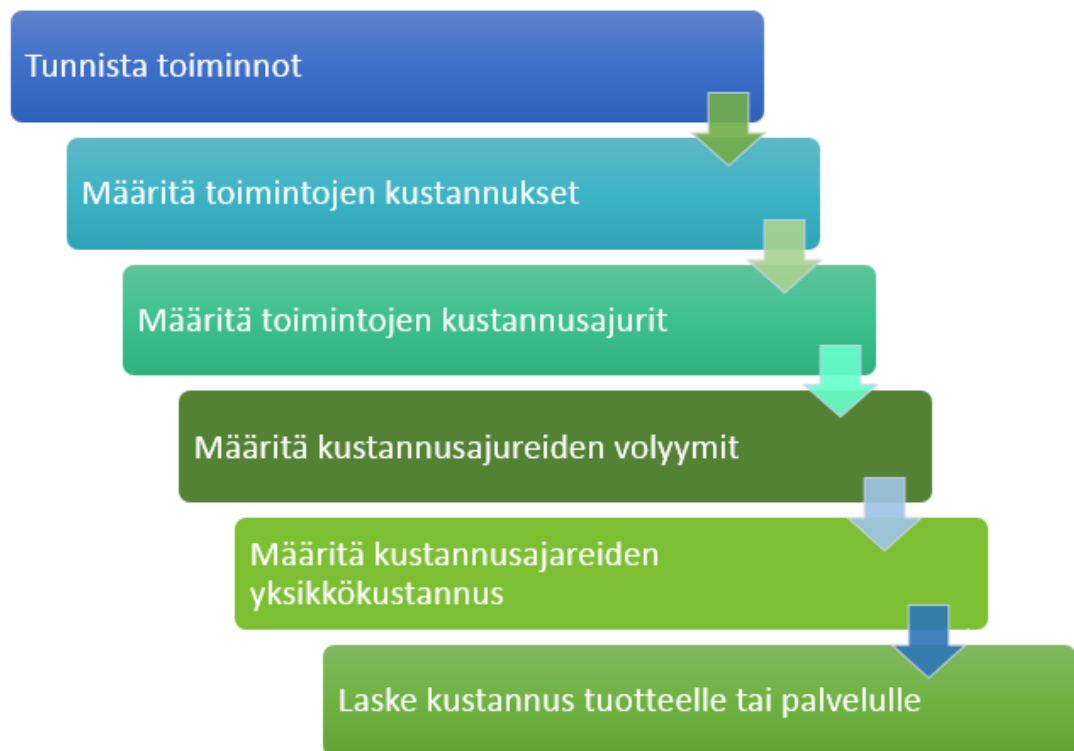 Tunnista toiminnot
Määritä toimintojen kustannukset
Määritä toimintojen kustannusajurit
Määritä kustannusajureiden volyymit
Määritä kustannusajareiden
yksikkökustannus
Laske kustannus tuotteelle tai palvelulle